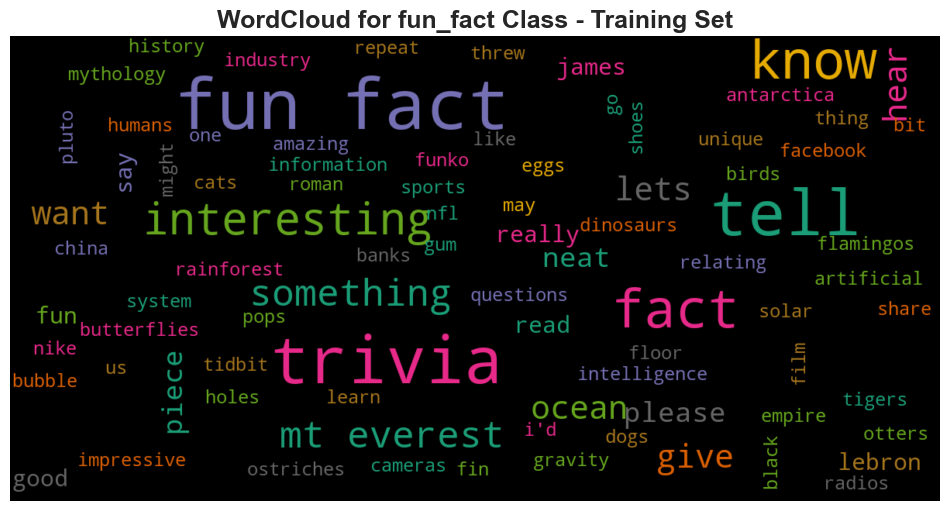 WordCloud for fun_fact Class - Training Set
history
repeat
threw
know
industry
james
hear
mythology
fun fact
antarctica
go
shoes
thing
bit
pluto
humans
one
amazing
like
unique
facebook
say
might
information
funko
eggs
birds
cats
roman
sports
lets
tell
want
interesting
nfl
may
really
dinosaurs
flamingos
china
gum
banks
neat
relating
rainforest
artificial
system
something
questions
fact
solar
share
fun
pops
read
butterflies
nike
trivia
floor
film
us
piece
tidbit
intelligence
bubble
holes
learn
ocean
please
tigers
empire
mt everest
i'd
dogs
otters
impressive
ostriches
cameras
fin
gravity
give
black
lebron
good
radios